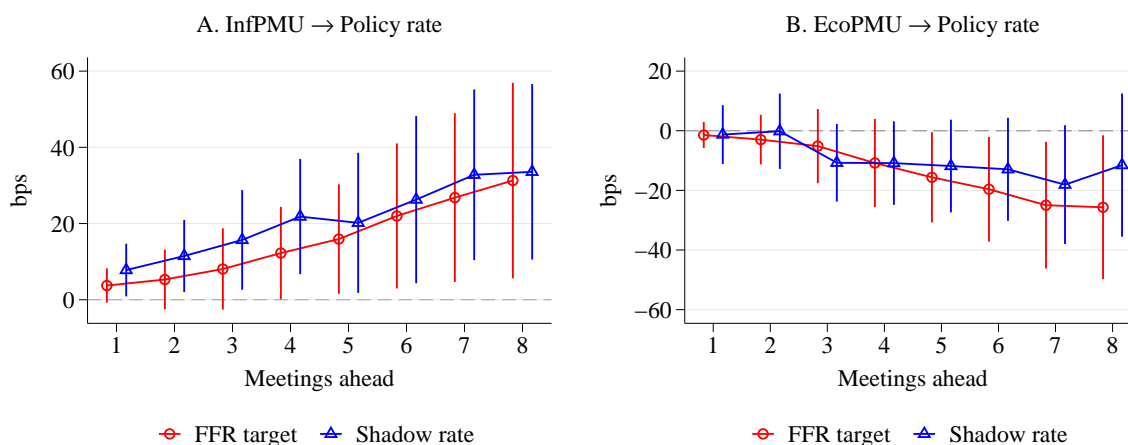 A. InfPMU → Policy rate
60
40
20
0
bps
1 2 3 4 5 6 7 8
Meetings ahead
FFR target Shadow rate
B. EcoPMU → Policy rate
20
0
−20
−40
−60
bps
1 2 3 4 5 6 7 8
Meetings ahead
FFR target Shadow rate